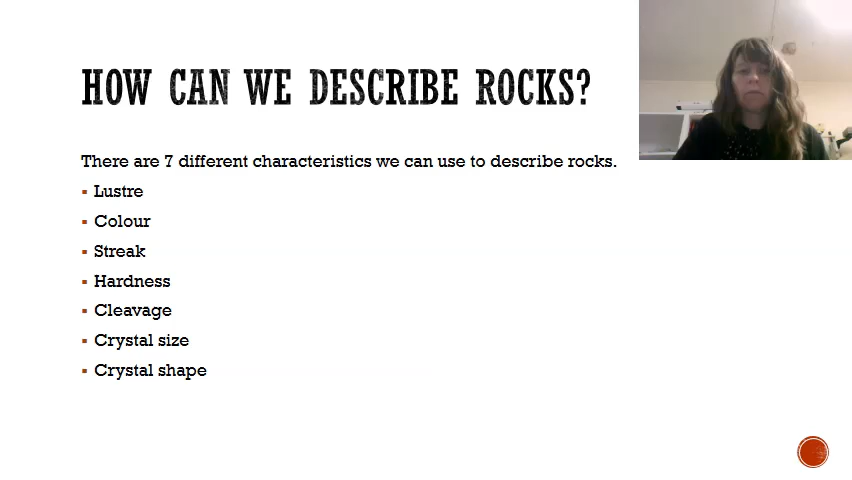 HOW CAN WE DESCRIBE ROCKS?
There are 7 different characteristics we can use to describe rocks.
▪ Lustre
▪ Colour
▪ Streak
▪ Hardness
▪ Cleavage
▪ Crystal size
▪ Crystal shape